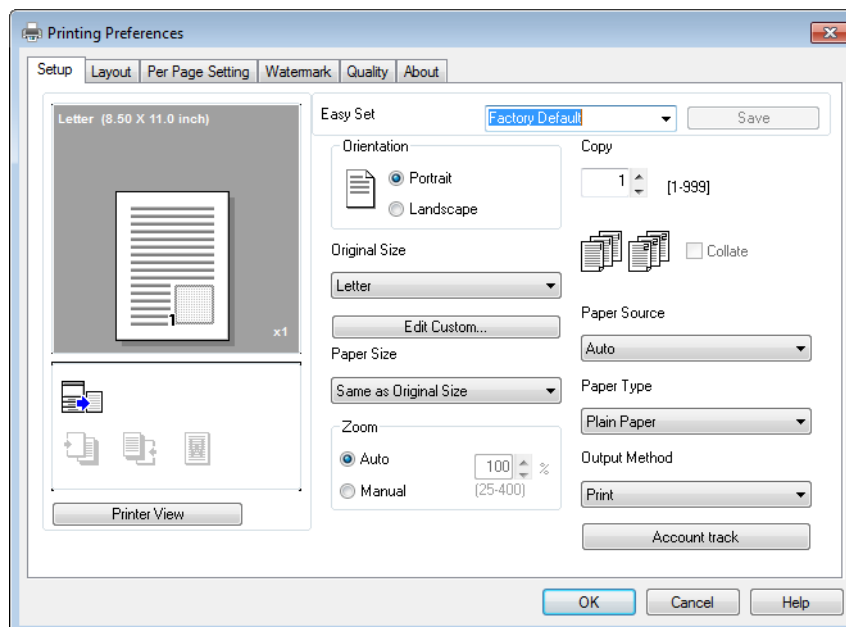 Printing Preferences
Setup
Layout
Per Page Setting
Watermark
Quality
About
Letter (8.50 X 11.0 inch)
1
x1
Printer View
Easy Set
Factory Default
Save
Orientation
Portrait
Landscape
Original Size
Letter
Edit Custom...
Paper Size
Same as Original Size
Zoom
Auto
100 %
Manual
(25-400)
Copy
1 [1-999]
Collate
Paper Source
Auto
Paper Type
Plain Paper
Output Method
Print
Account track
OK
Cancel
Help